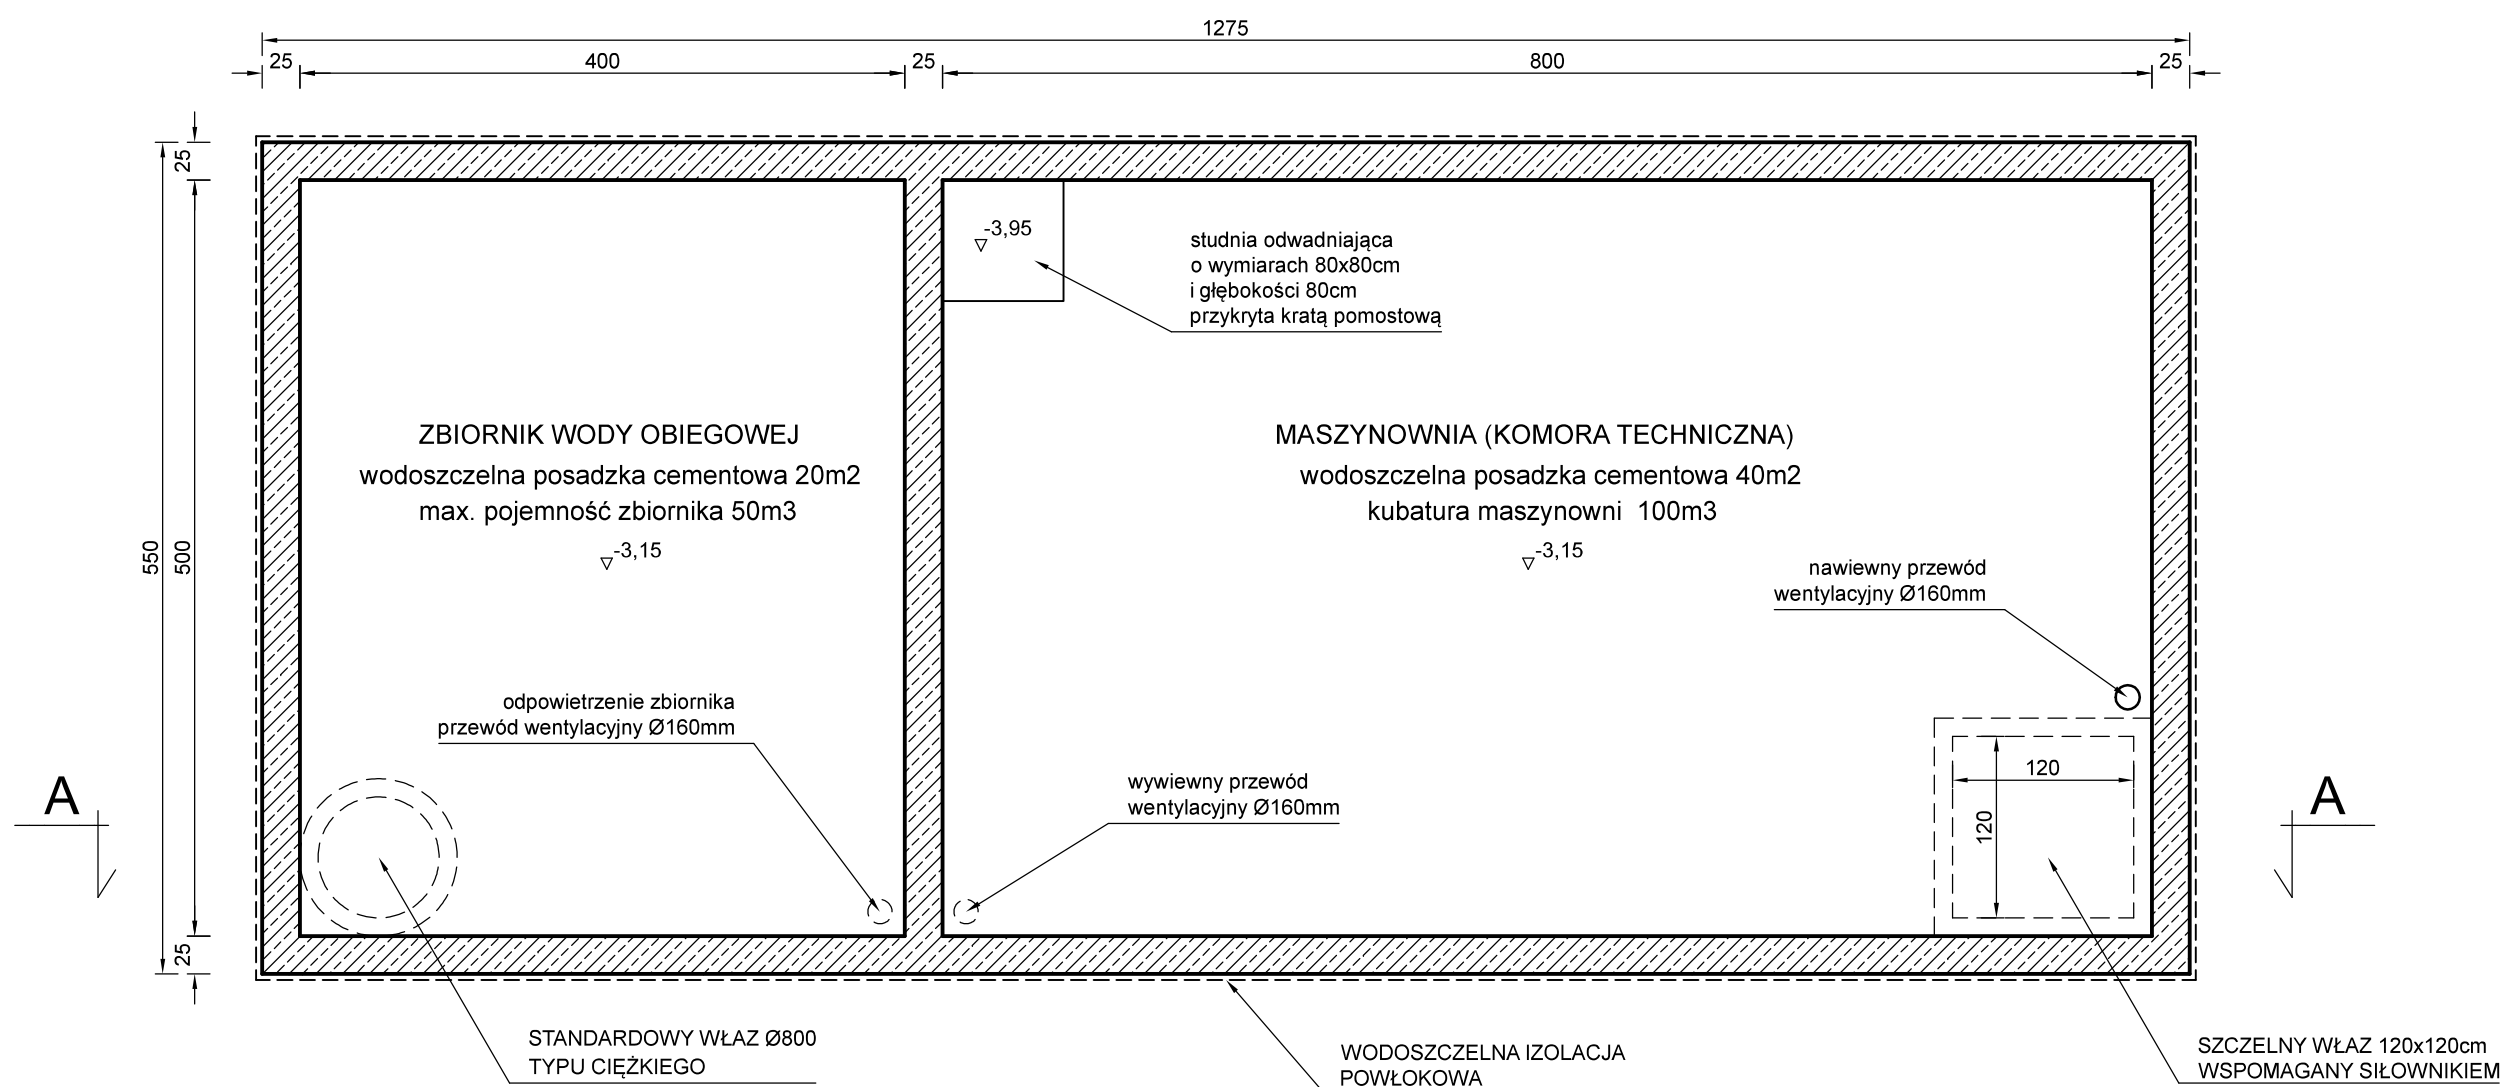 1275
25
400
25
800
25
25
-3,95
studnia odwadniająca
o wymiarach 80x80cm
i głębokości 80cm
przykryta kratą pomostową
ZBIORNIK WODY OBIEGOWEJ
wodoszczelna posadzka cementowa 20m2
max. pojemność zbiornika 50m3
-3,15
MASZYNOWNIA (KOMORA TECHNICZNA)
wodoszczelna posadzka cementowa 40m2
kubatura maszynowni 100m3
-3,15
550
500
nawiewny przewód
wentylacyjny Ø160mm
odpowietrzenie zbiornika
przewód wentylacyjny Ø160mm
wywiewny przewód
wentylacyjny Ø160mm
120
120
A
A
25
STANDARDOWY WŁAZ Ø800
TYPU CIĘŻKIEGO
WODOSZCZELNA IZOLACJA
POWŁOKOWA
SZCZELNY WŁAZ 120x120cm
WSPOMAGANY SIŁOWNIKIEM